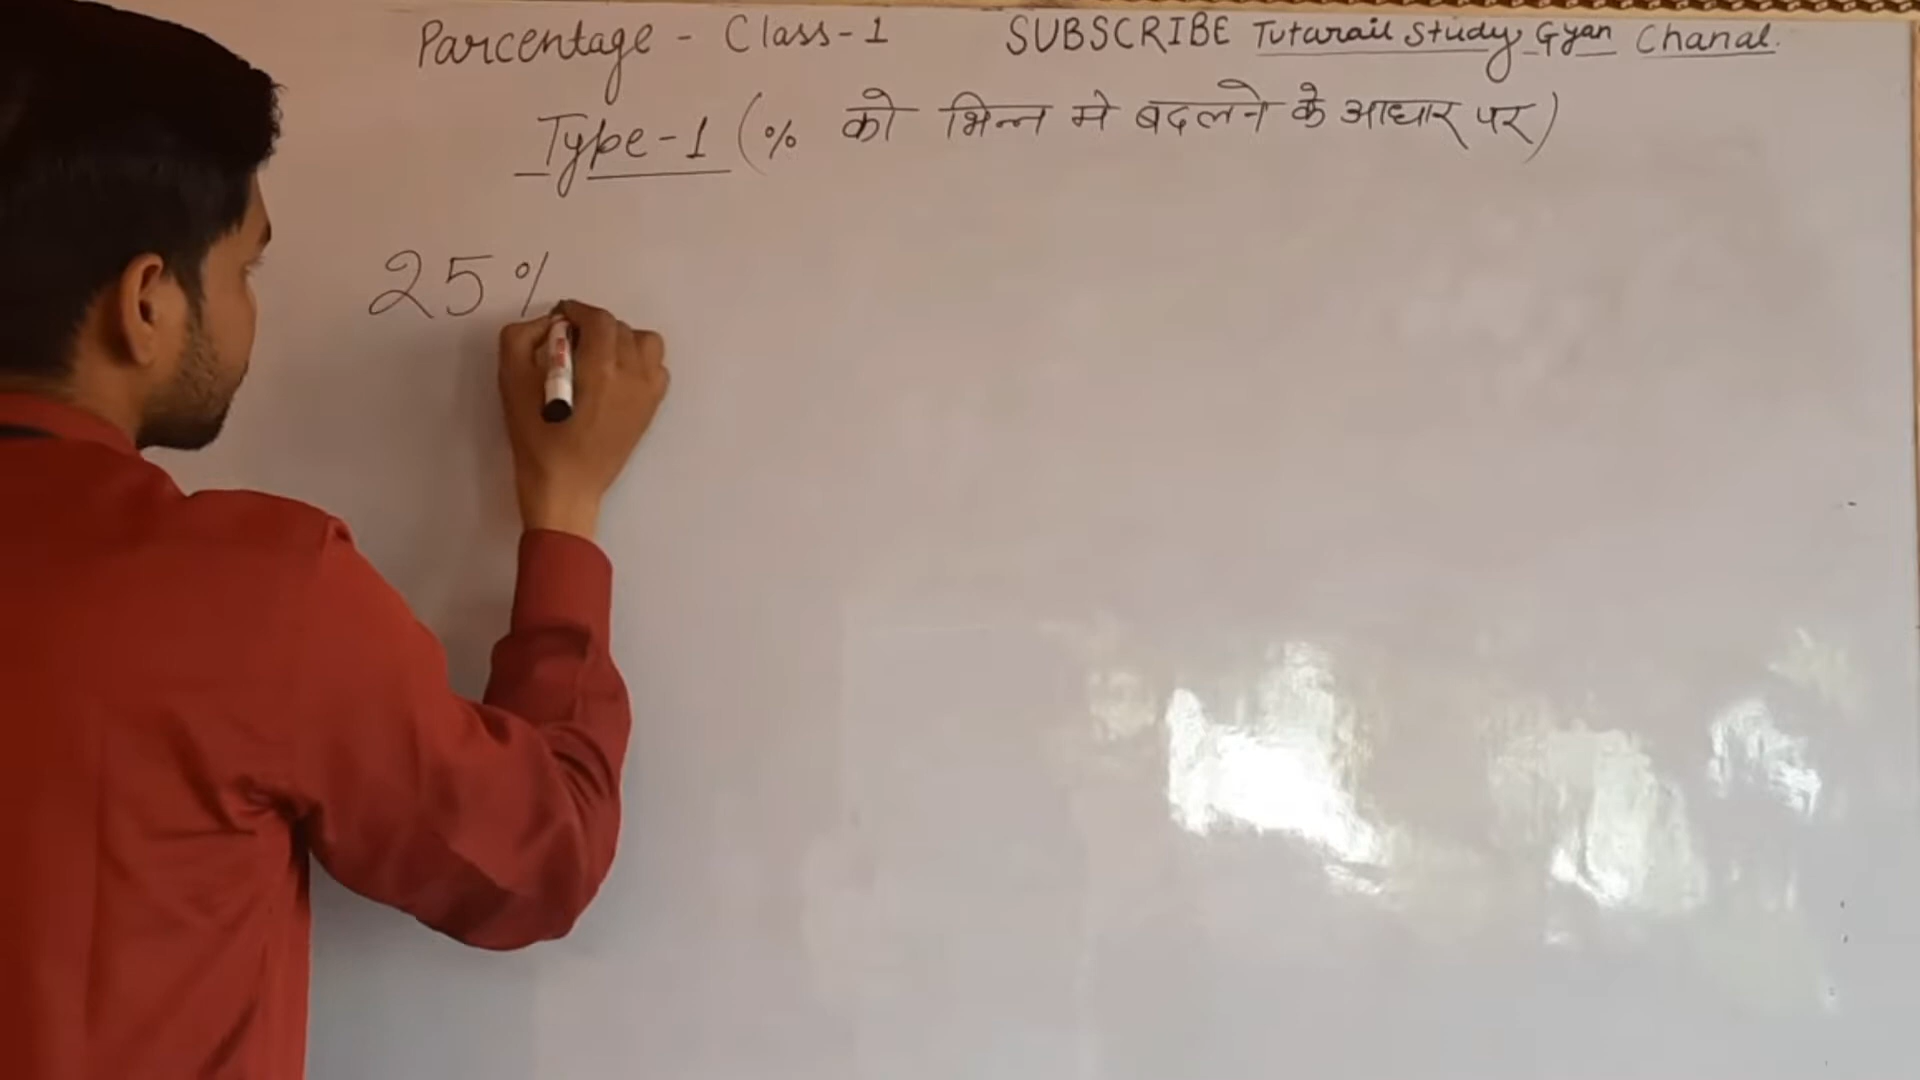 Parcentage - Class-1 SUBSCRIBE Tutarail Study Gyan Chanal.
Type-1 (% को भिन्न मे बदलने के आधार पर)
25%